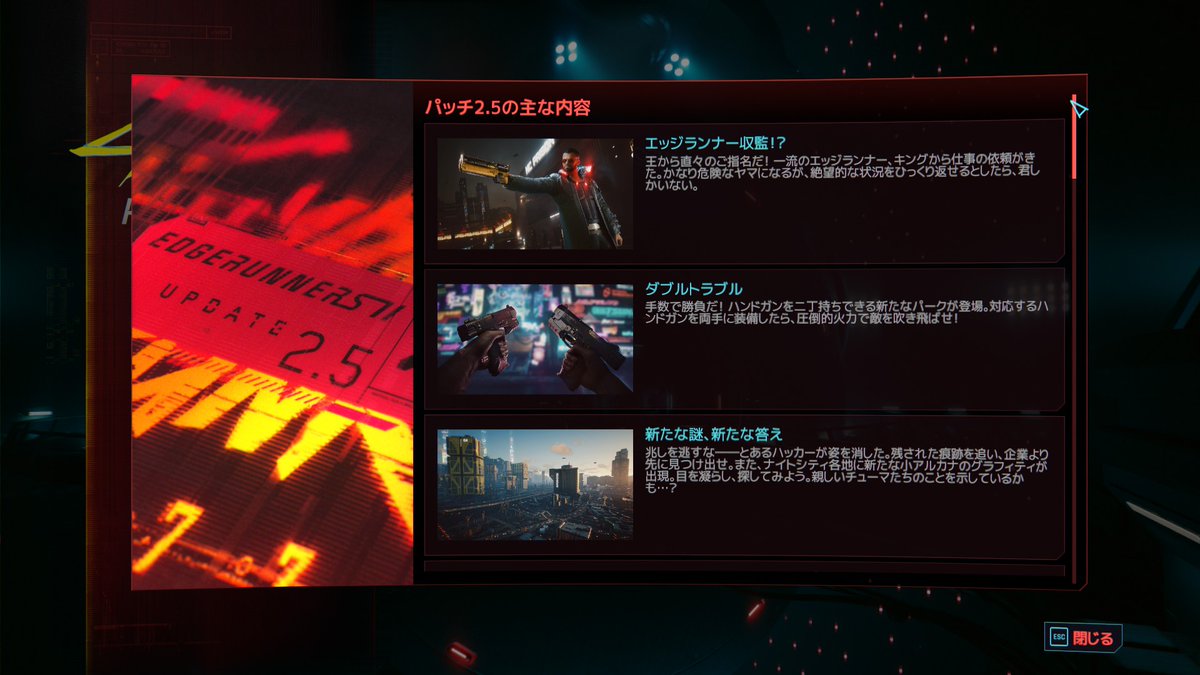 EDGERUNNERS
UPDATE
2.5
パッチ2.5の主な内容
エッジランナー収監!?
王から直々のご指名だ! 一流のエッジランナー、キングから仕事の依頼がき
た。かなり危険なヤマになるが、絶望的な状況をひっくり返せるとしたら、君し
かいない。
ダブルトラブル
手数で勝負だ! ハンドガンを二丁持ちできる新たなパークが登場。対応するハ
ンドガンを両手に装備したら、圧倒的火力で敵を吹き飛ばせ!
新たな謎、新たな答え
兆しを逃すな――とあるハッカーが姿を消した。残された痕跡を追い、企業より
先に見つけ出せ。また、ナイトシティ各地に新たな小アルカナのグラフィティが
出現。目を凝らし、探してみよう。親しいチューマたちのことを示しているか
も…?
ESC 閉じる